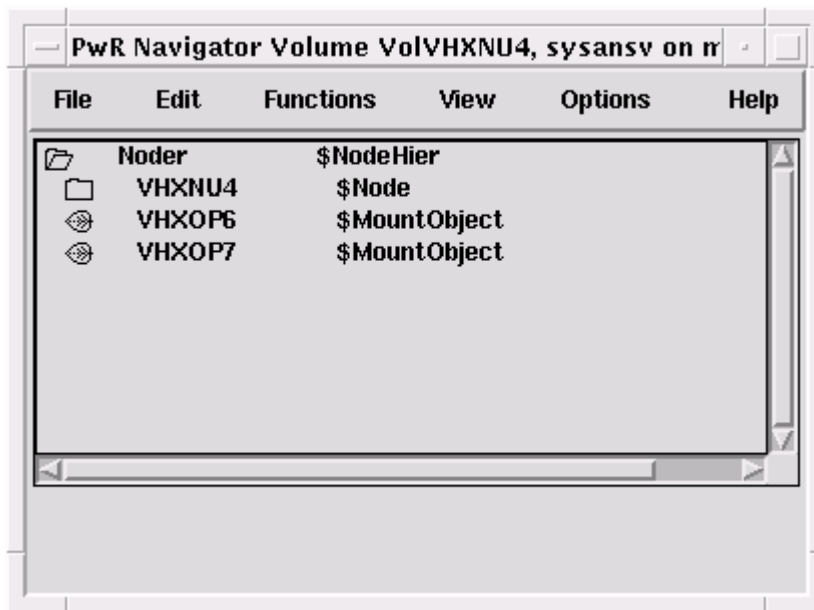 PwR Navigator Volume VolVHXNU4, sysansv on m
File Edit Functions View Options Help
Noder $NodeHier
VHXNU4 $Node
VHXOP6 $MountObject
VHXOP7 $MountObject